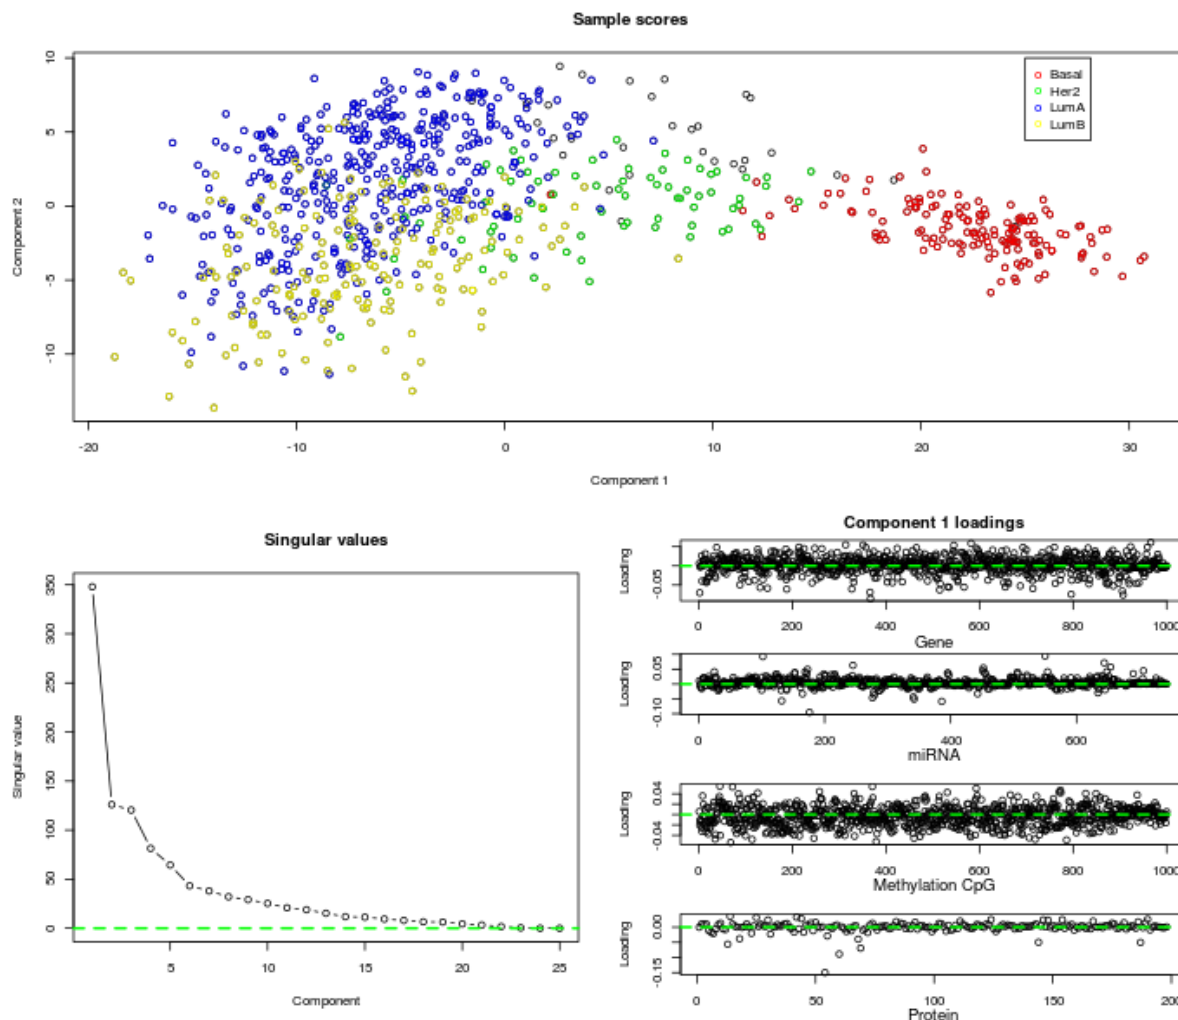 Sample scores
10
5
0
-5
-10
Component 2
Basal
Her2
LumA
LumB
-20 -10 0 10 20 30
Component 1
Singular values
350
300
250
200
150
100
50
0
Singular value
5 10 15 20 25
Component
Component 1 loadings
Loading
-0.05
0 200 400 600 800 1000
Gene
Loading
0.05
-0.10
0 200 400 600
miRNA
Loading
0.04
-0.04
0 200 400 600 800 1000
Methylation CpG
Loading
0.00
-0.15
0 50 100 150 200
Protein